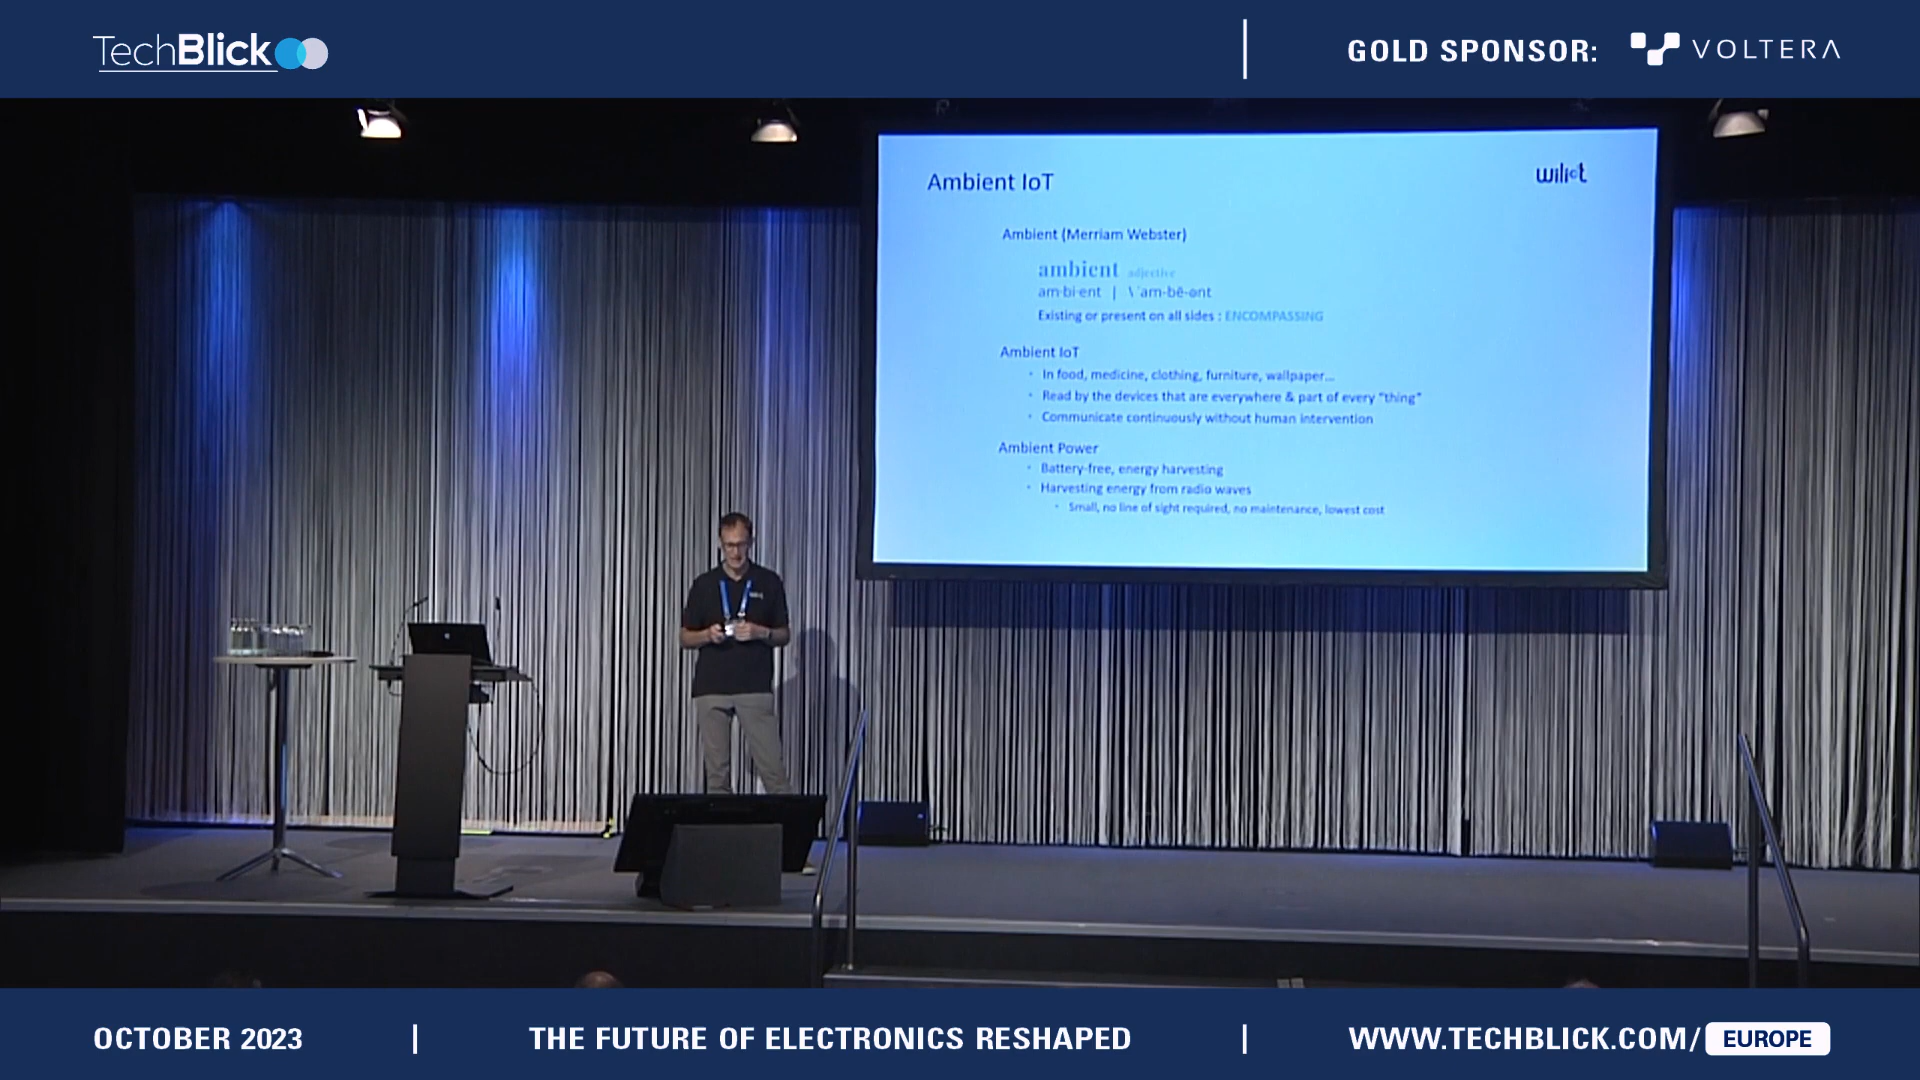 TechBlick
GOLD SPONSOR: VOLTERA
Ambient IoT
wiliot
Ambient (Merriam Webster)
ambient adjective
am·bi·ent | \ ˈam-bē-ənt
Existing or present on all sides : ENCOMPASSING
Ambient IoT
· In food, medicine, clothing, furniture, wallpaper...
· Read by the devices that are everywhere & part of every "thing"
· Communicate continuously without human intervention
Ambient Power
· Battery-free, energy harvesting
· Harvesting energy from radio waves
· Small, no line of sight required, no maintenance, lowest cost
OCTOBER 2023 | THE FUTURE OF ELECTRONICS RESHAPED | WWW.TECHBLICK.COM/EUROPE